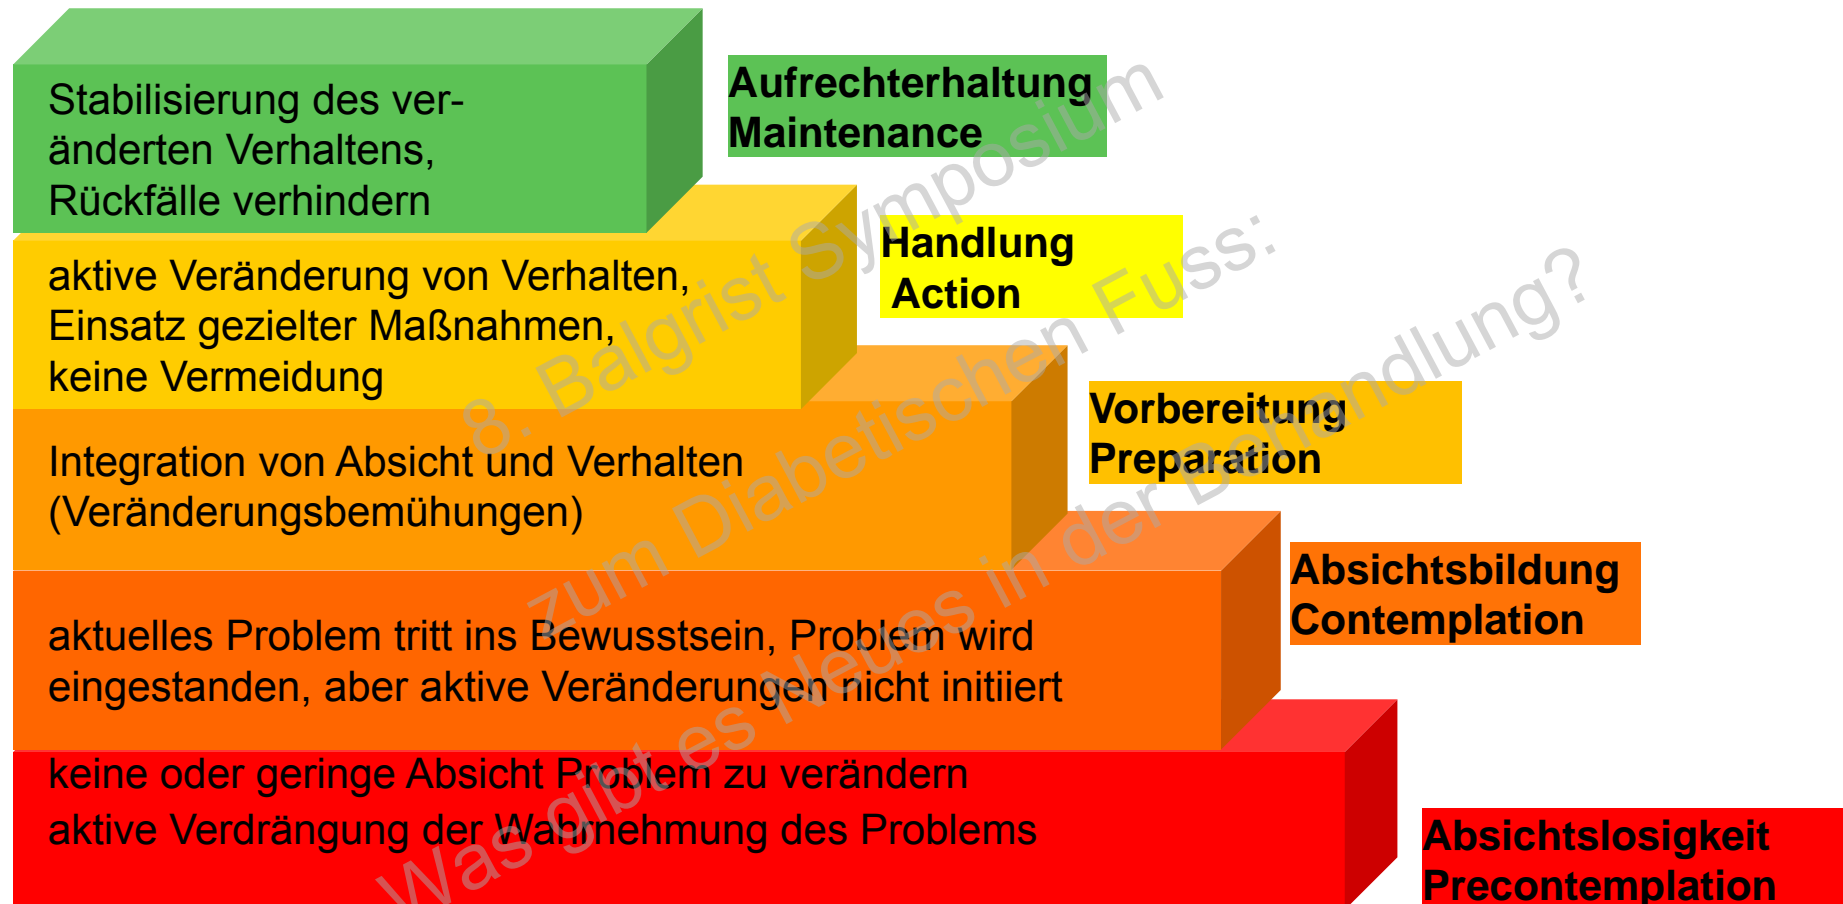 Stabilisierung des ver-
änderten Verhaltens,
Rückfälle verhindern
Aufrechterhaltung
Maintenance
aktive Veränderung von Verhalten,
Einsatz gezielter Maßnahmen,
keine Vermeidung
Handlung
Action
Integration von Absicht und Verhalten
(Veränderungsbemühungen)
Vorbereitung
Preparation
aktuelles Problem tritt ins Bewusstsein, Problem wird
eingestanden, aber aktive Veränderungen nicht initiiert
Absichtsbildung
Contemplation
keine oder geringe Absicht Problem zu verändern
aktive Verdrängung der Wahrnehmung des Problems
Absichtslosigkeit
Precontemplation
8. Balgrist Symposium
zum Diabetischen Fuss:
Was gibt es Neues in der Behandlung?